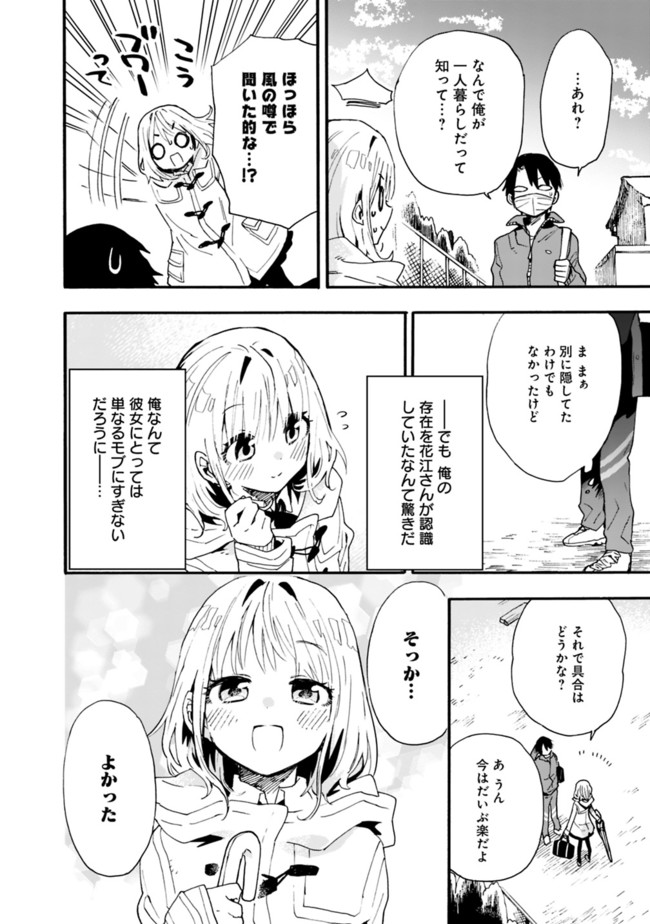 …あれ?
なんで俺が
一人暮らしだって
知って…?
ほっほら
風の噂で
聞いた的な…!?
こう
ブワー
って
ま まぁ
別に隠してた
わけでも
なかったけど
――でも 俺の
存在を花江さんが認識
していたなんて驚きだ
俺なんて
彼女にとっては
単なるモブにすぎない
だろうに――…
それで具合は
どうかな?
あ うん
今はだいぶ楽だよ
そっか…
よかった